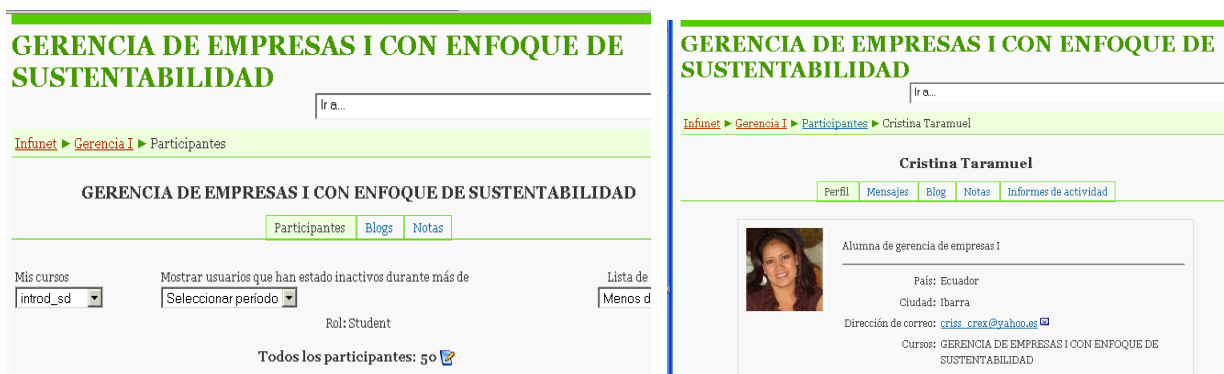 GERENCIA DE EMPRESAS I CON ENFOQUE DE
SUSTENTABILIDAD
Ir a...
Infunet ► Gerencia I ► Participantes
GERENCIA DE EMPRESAS I CON ENFOQUE DE SUSTENTABILIDAD
Participantes Blogs Notas
Mis cursos
introd_sd
Mostrar usuarios que han estado inactivos durante más de
Seleccionar período
Lista de
Menos d
Rol: Student
Todos los participantes: 50
GERENCIA DE EMPRESAS I CON ENFOQUE DE
SUSTENTABILIDAD
Ir a...
Infunet ► Gerencia I ► Participantes ► Cristina Taramuel
Cristina Taramuel
Perfil Mensajes Blog Notas Informes de actividad
Alumna de gerencia de empresas I
País: Ecuador
Ciudad: Ibarra
Dirección de correo: criss_crex@yahoo.es
Cursos: GERENCIA DE EMPRESAS I CON ENFOQUE DE
SUSTENTABILIDAD